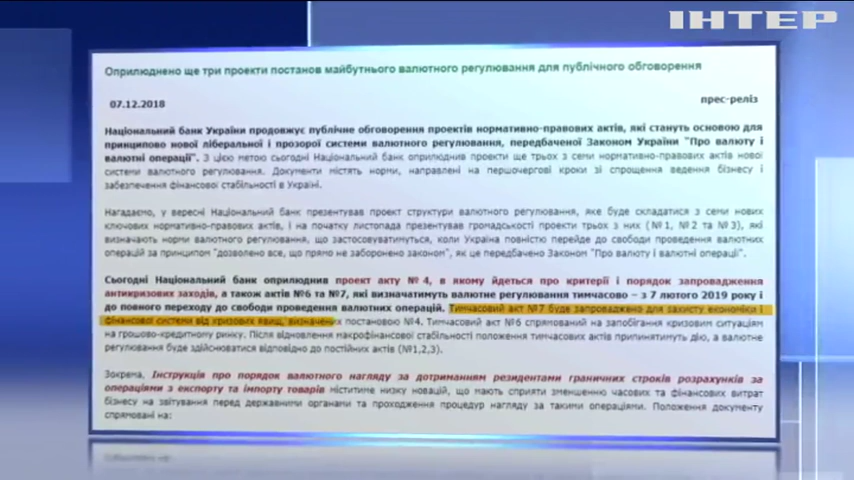 ІНТЕР
Оприлюднено ще три проекти постанов майбутнього валютного регулювання для публічного обговорення
07.12.2018
прес-реліз
Національний банк України продовжує публічне обговорення проектів нормативно-правових актів, які стануть основою для
принципово нової ліберальної і прозорої системи валютного регулювання, передбаченої Законом України "Про валюту і
валютні операції". З цією метою сьогодні Національний банк оприлюднив проекти ще трьох з семи нормативно-правових актів нової
системи валютного регулювання. Документи містять норми, направлені на першочергові кроки зі спрощення ведення бізнесу і
забезпечення фінансової стабільності в Україні.
Нагадаємо, у вересні Національний банк презентував проект структури валютного регулювання, яке буде складатися з семи нових
ключових нормативно-правових актів, і на початку листопада презентував громадськості проекти трьох з них (№1, №2 та №3), які
визначають норми валютного регулювання, що застосовуватимуться, коли Україна повністю перейде до свободи проведення валютних
операцій за принципом "дозволено все, що прямо не заборонено законом", як це передбачено Законом "Про валюту і валютні операції".
Сьогодні Національний банк оприлюднив проект акту №4, в якому йдеться про критерії і порядок запровадження
антикризових заходів, а також актів №6 та №7, які визначатимуть валютне регулювання тимчасово – з 7 лютого 2019 року і
до повного переходу до свободи проведення валютних операцій. Тимчасовий акт №7 буде запроваджено для захисту економіки і
фінансової системи від кризових явищ, визначених постановою №4. Тимчасовий акт №6 спрямований на запобігання кризовим ситуаціям
на грошово-кредитному ринку. Після відновлення макрофінансової стабільності положення тимчасових актів припинятимуть дію, а валютне
регулювання буде здійснюватися відповідно до постійних актів (№1,2,3).
Зокрема, Інструкція про порядок валютного нагляду за дотриманням резидентами граничних строків розрахунків за
операціями з експорту та імпорту товарів міститиме низку новацій, що мають сприяти зменшенню часових та фінансових витрат
бізнесу на звітування перед державними органами та проходження процедур нагляду за такими операціями. Положення документу
спрямовані на: